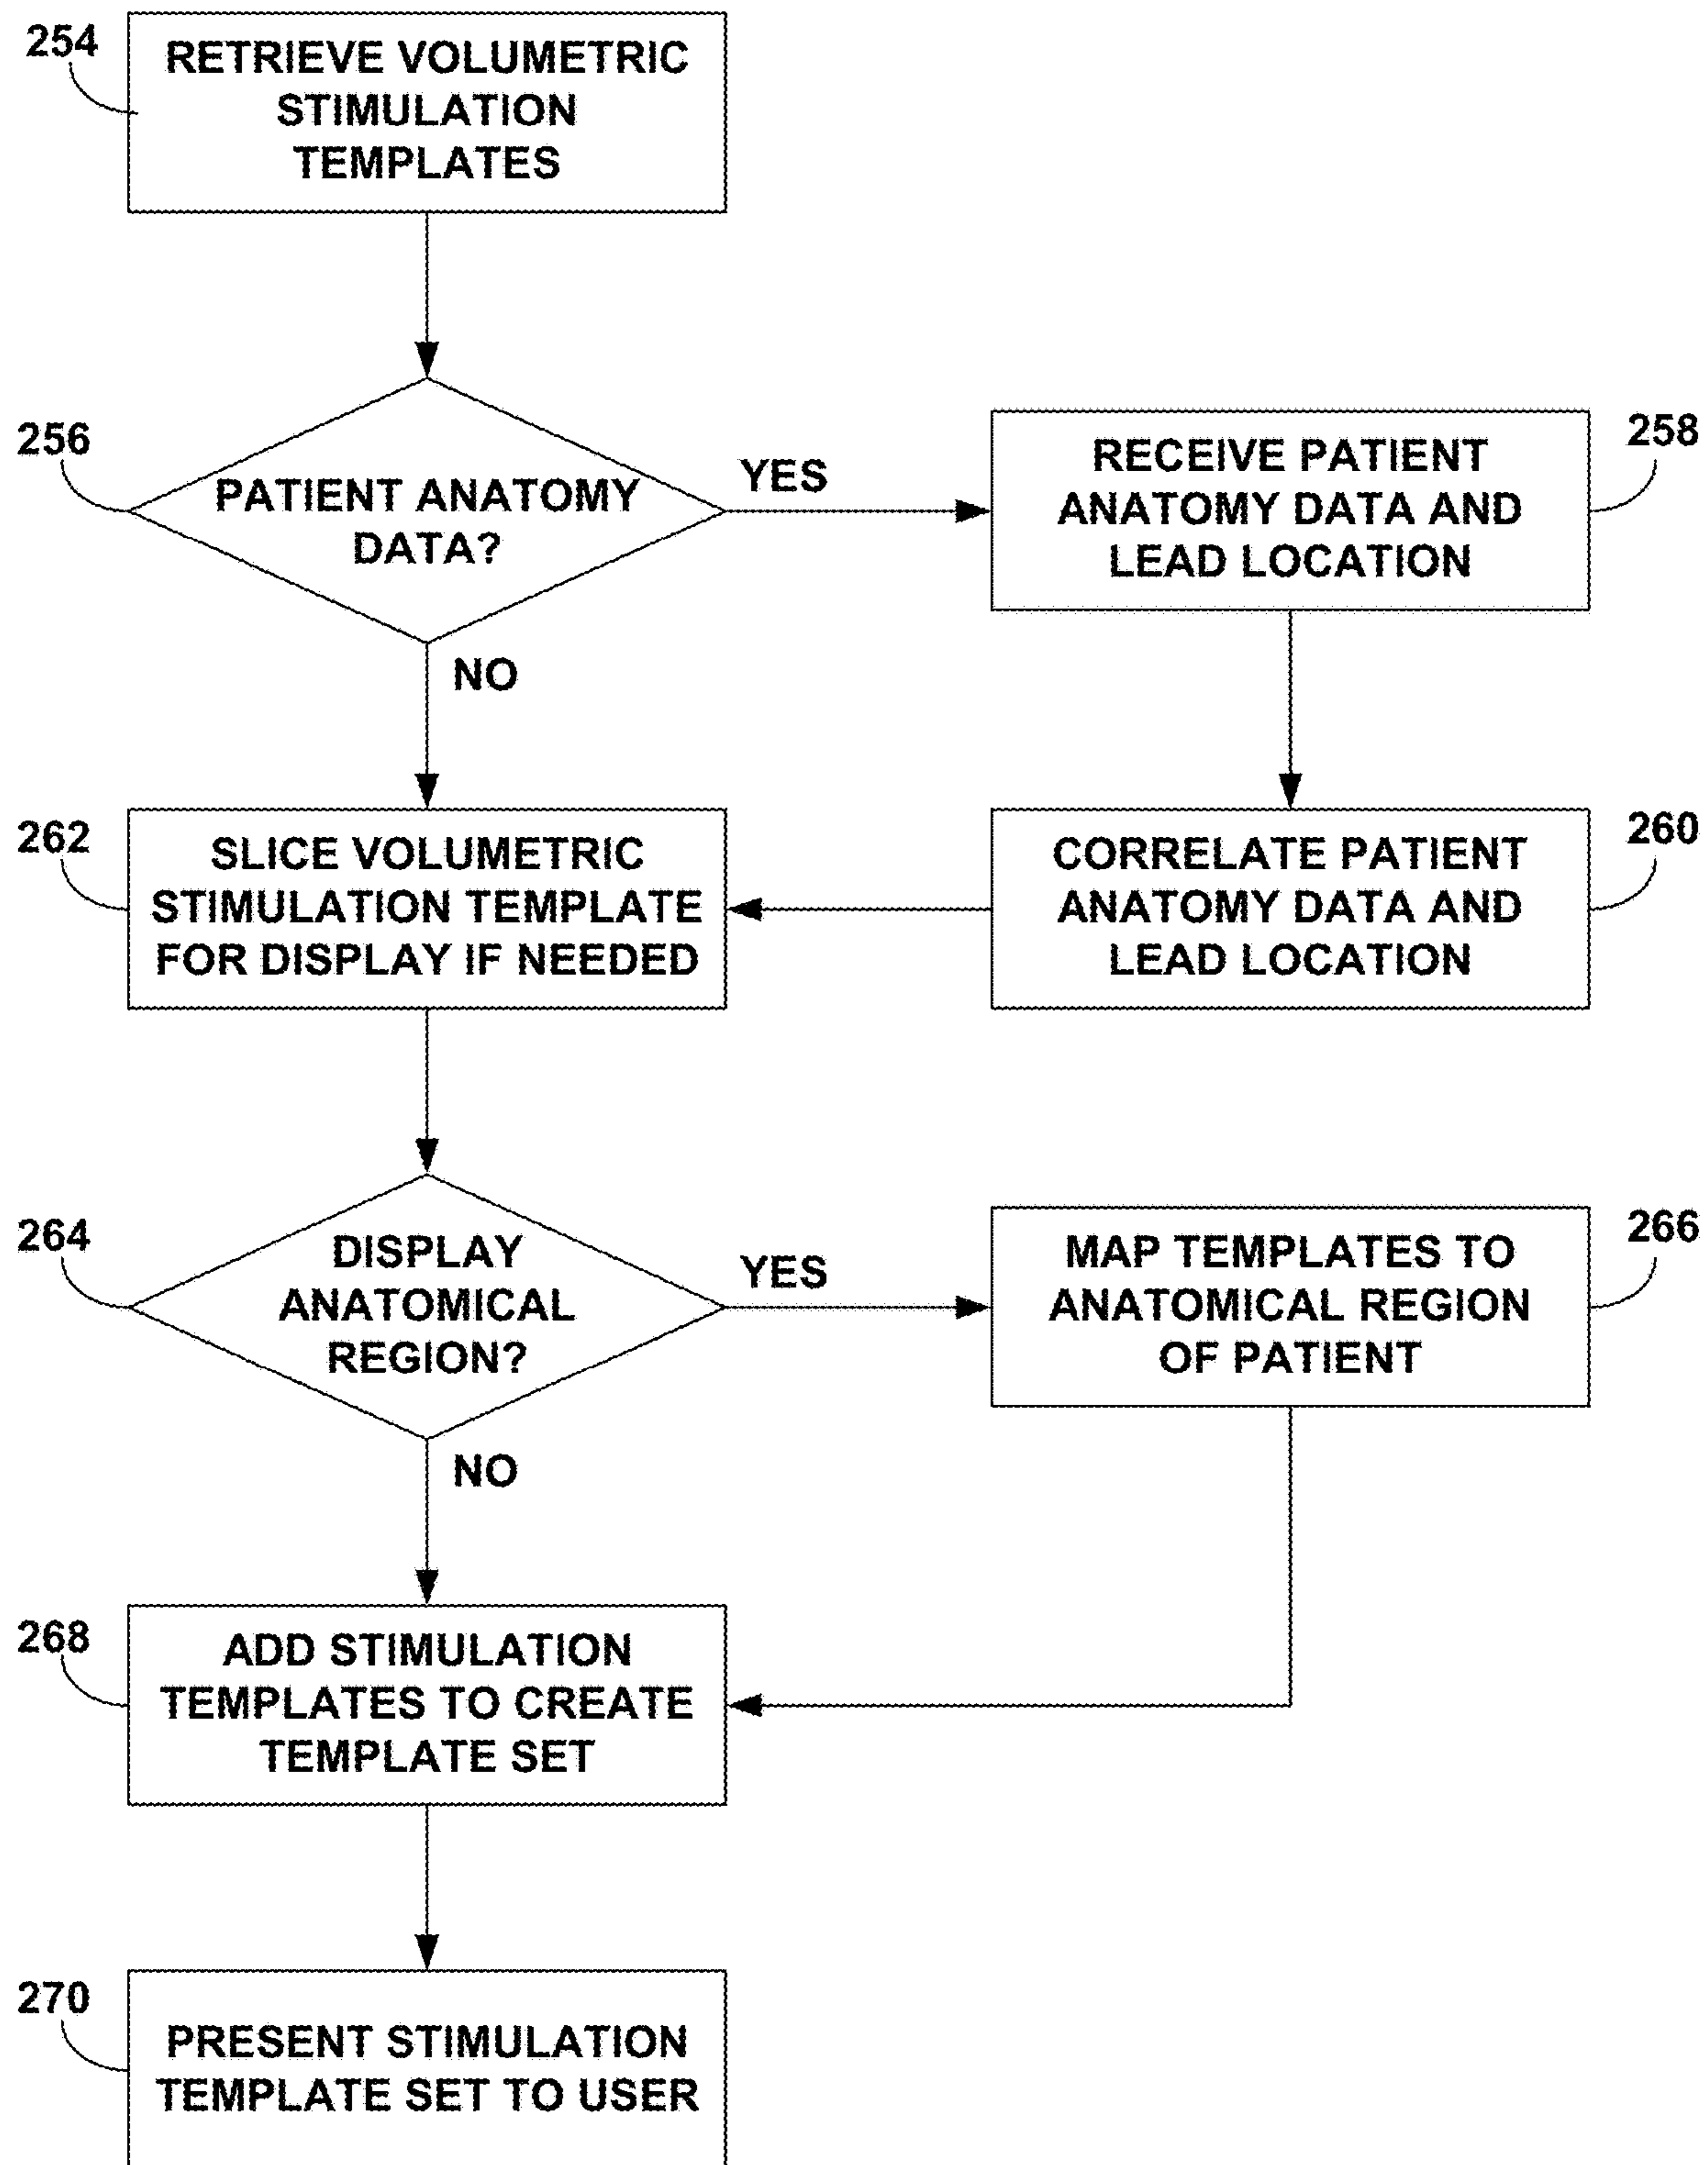 254
RETRIEVE VOLUMETRIC
STIMULATION
TEMPLATES
256
PATIENT ANATOMY
DATA?
YES
NO
258
RECEIVE PATIENT
ANATOMY DATA AND
LEAD LOCATION
260
CORRELATE PATIENT
ANATOMY DATA AND
LEAD LOCATION
262
SLICE VOLUMETRIC
STIMULATION TEMPLATE
FOR DISPLAY IF NEEDED
264
DISPLAY
ANATOMICAL
REGION?
YES
NO
266
MAP TEMPLATES TO
ANATOMICAL REGION
OF PATIENT
268
ADD STIMULATION
TEMPLATES TO CREATE
TEMPLATE SET
270
PRESENT STIMULATION
TEMPLATE SET TO USER